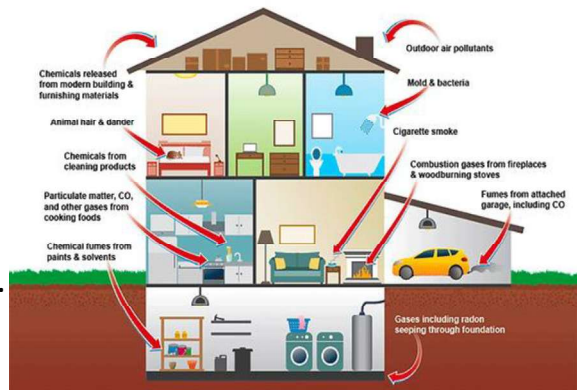 Outdoor air pollutants
Chemicals released
from modern building &
furnishing materials
Mold & bacteria
Animal hair & dander
Cigarette smoke
Chemicals from
cleaning products
Combustion gases from fireplaces
& woodburning stoves
Particulate matter, CO,
and other gases from
cooking foods
Fumes from attached
garage, including CO
Chemical fumes from
paints & solvents
Gases including radon
seeping through foundation